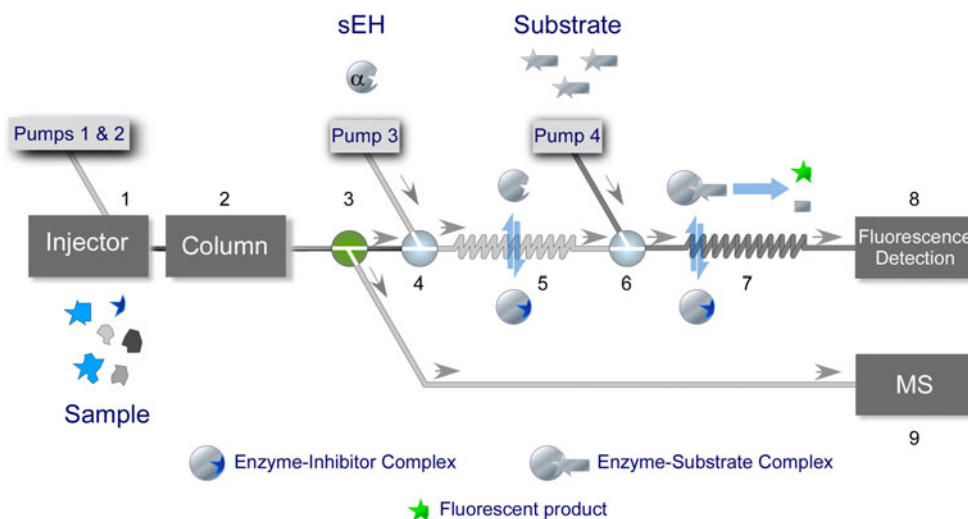 sEH
Substrate
α
Pumps 1 & 2
Pump 3
Pump 4
1
2
3
8
Injector
Column
Fluorescence
Detection
4
5
6
7
Sample
MS
9
Enzyme-Inhibitor Complex
Enzyme-Substrate Complex
Fluorescent product